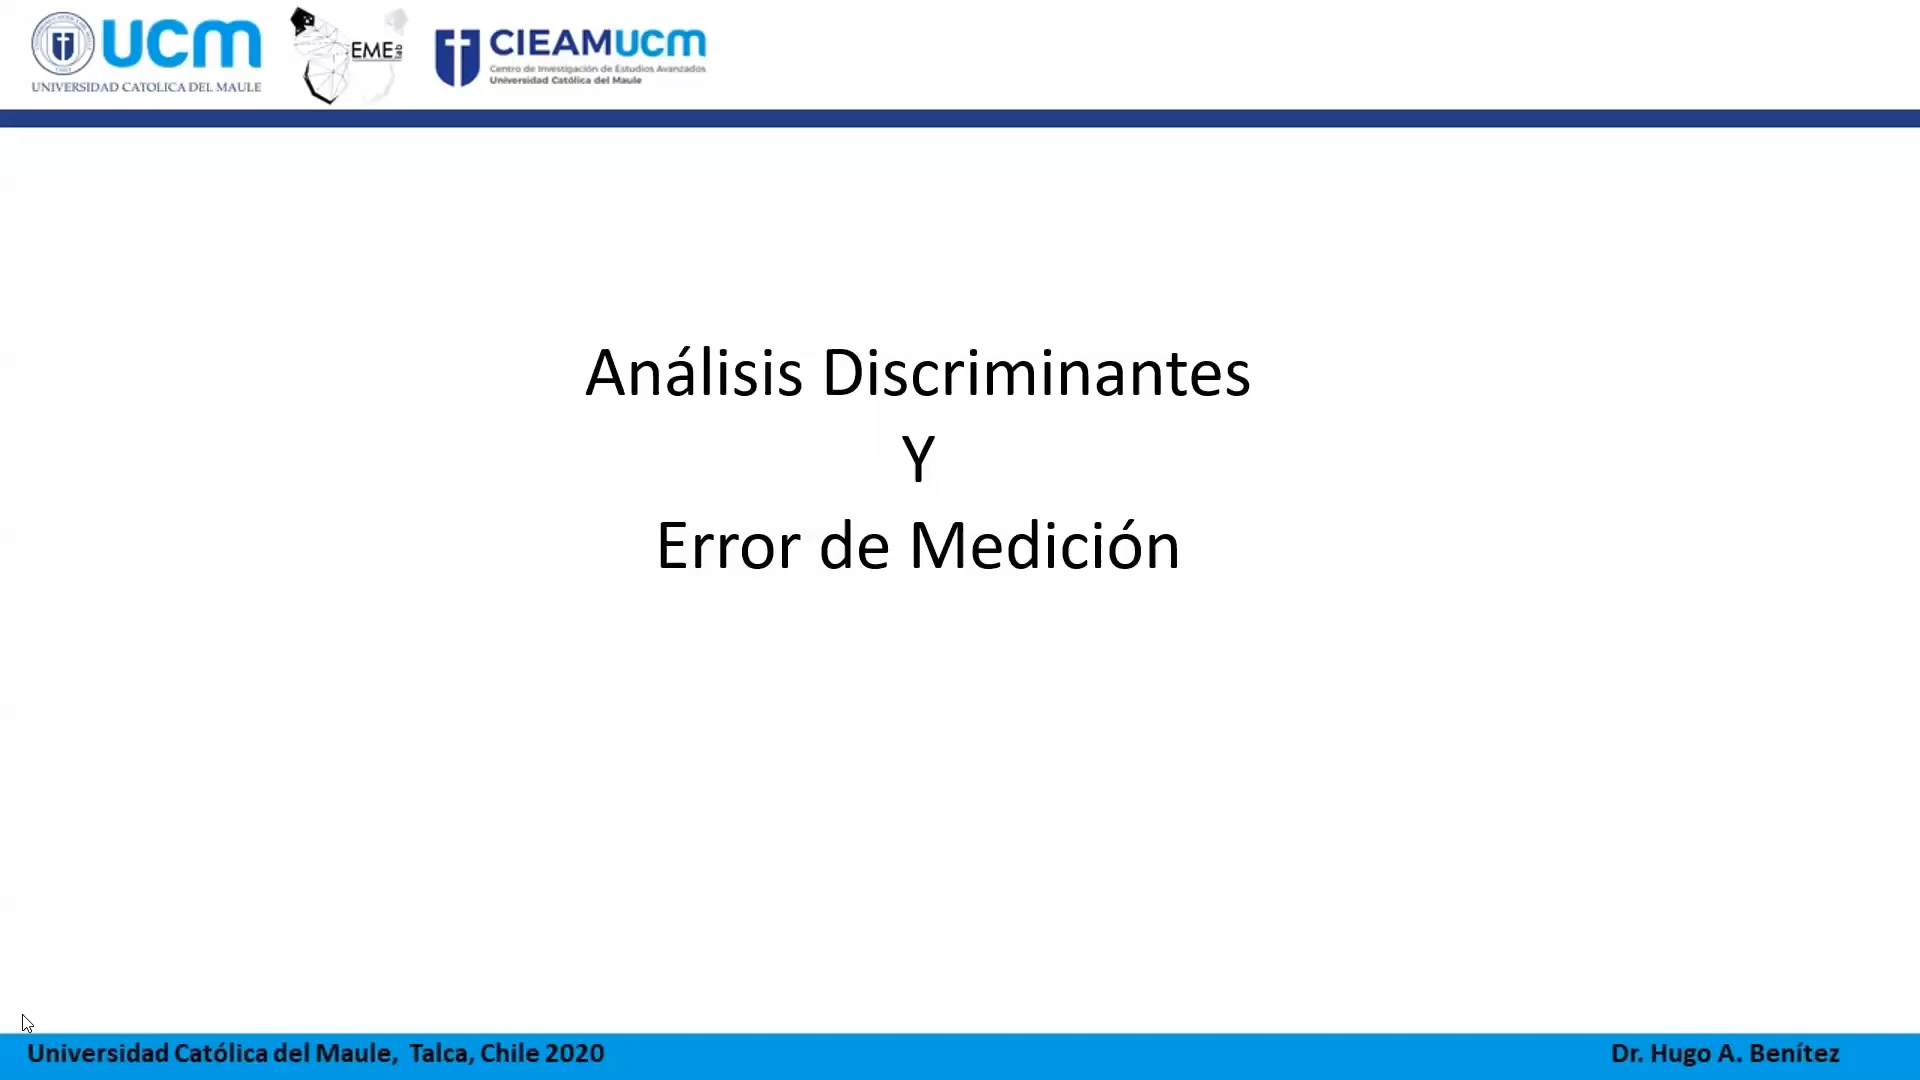 ucm
UNIVERSIDAD CATOLICA DEL MAULE
EME lab
CIEAMUCM
Centro de Investigación de Estudios Avanzados
Universidad Católica del Maule
Análisis Discriminantes
Y
Error de Medición
Universidad Católica del Maule, Talca, Chile 2020
Dr. Hugo A. Benítez